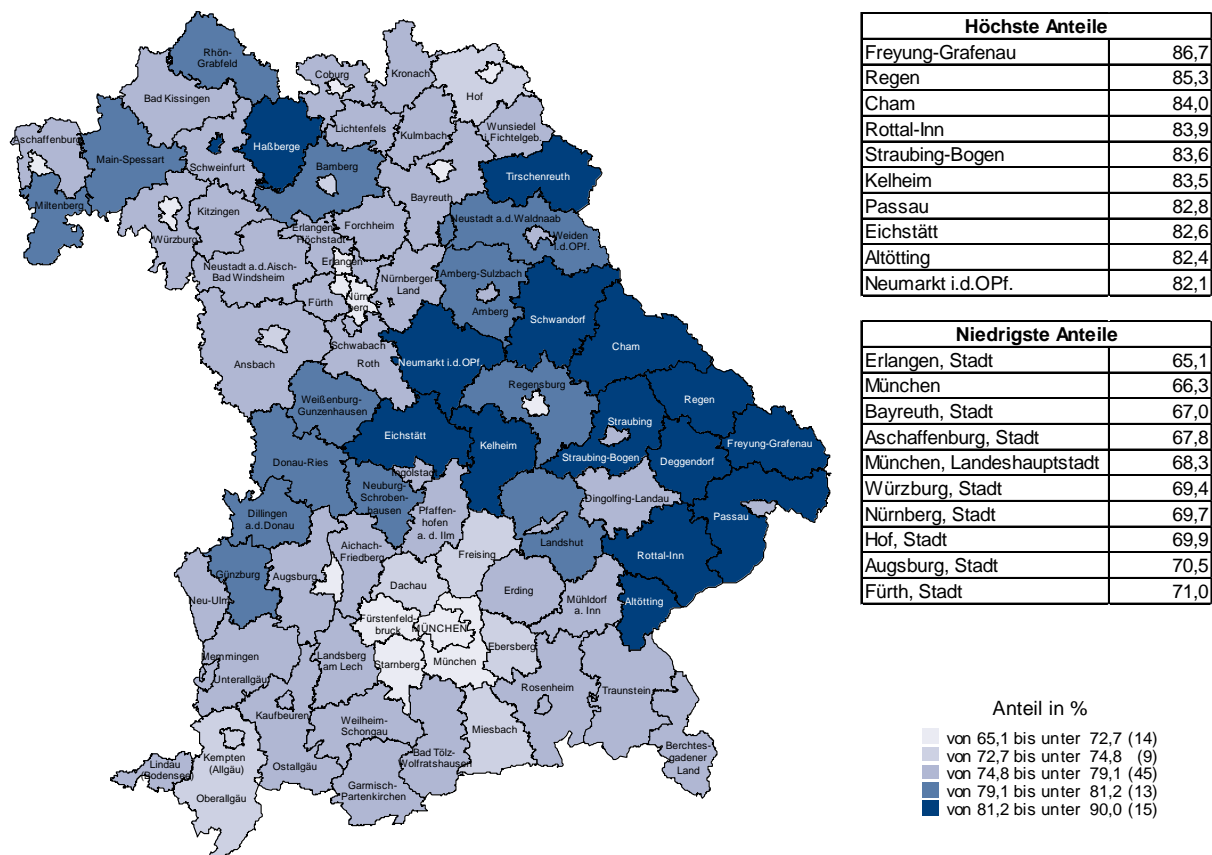 Rhön-
Grabfeld
Coburg
Kronach
Hof
Bad Kissingen
Lichtenfels
Kulmbach
Wunsiedel
i.Fichtelgeb.
Aschaffenburg
Main-Spessart
Schweinfurt
Haßberge
Bamberg
Tirschenreuth
Miltenberg
Kitzingen
Würzburg
Bayreuth
Neustadt a.d.Waldnaab
Erlangen-
Höchstadt
Forchheim
Weiden
i.d.OPf.
Erlangen
Neustadt a.d.Aisch-
Bad Windsheim
Nürnberger
Land
Amberg-Sulzbach
Fürth
Nürn-
berg
Amberg
Schwandorf
Ansbach
Schwabach
Roth
Neumarkt i.d.OPf.
Cham
Weißenburg-
Gunzenhausen
Regensburg
Regen
Eichstätt
Kelheim
Straubing
Freyung-Grafenau
Straubing-Bogen
Deggendorf
Donau-Ries
Ingolstadt
Neuburg-
Schroben-
hausen
Dingolfing-Landau
Pfaffen-
hofen
a. d. Ilm
Dillingen
a.d.Donau
Passau
Landshut
Aichach-
Friedberg
Freising
Rottal-Inn
Günzburg
Augsburg
Dachau
Erding
Mühldorf
a. Inn
Altötting
Neu-Ulm
Fürstenfeld-
bruck
MÜNCHEN
Ebersberg
Memmingen
Unterallgäu
Landsberg
am Lech
Starnberg
München
Rosenheim
Traunstein
Kaufbeuren
Weilheim-
Schongau
Miesbach
Bad Tölz-
Wolfratshausen
Berchtes-
gadener
Land
Kempten
(Allgäu)
Lindau
(Bodensee)
Ostallgäu
Garmisch-
Partenkirchen
Oberallgäu
Höchste Anteile
Freyung-Grafenau 86,7
Regen 85,3
Cham 84,0
Rottal-Inn 83,9
Straubing-Bogen 83,6
Kelheim 83,5
Passau 82,8
Eichstätt 82,6
Altötting 82,4
Neumarkt i.d.OPf. 82,1
Niedrigste Anteile
Erlangen, Stadt 65,1
München 66,3
Bayreuth, Stadt 67,0
Aschaffenburg, Stadt 67,8
München, Landeshauptstadt 68,3
Würzburg, Stadt 69,4
Nürnberg, Stadt 69,7
Hof, Stadt 69,9
Augsburg, Stadt 70,5
Fürth, Stadt 71,0
Anteil in %
von 65,1 bis unter 72,7 (14)
von 72,7 bis unter 74,8 (9)
von 74,8 bis unter 79,1 (45)
von 79,1 bis unter 81,2 (13)
von 81,2 bis unter 90,0 (15)